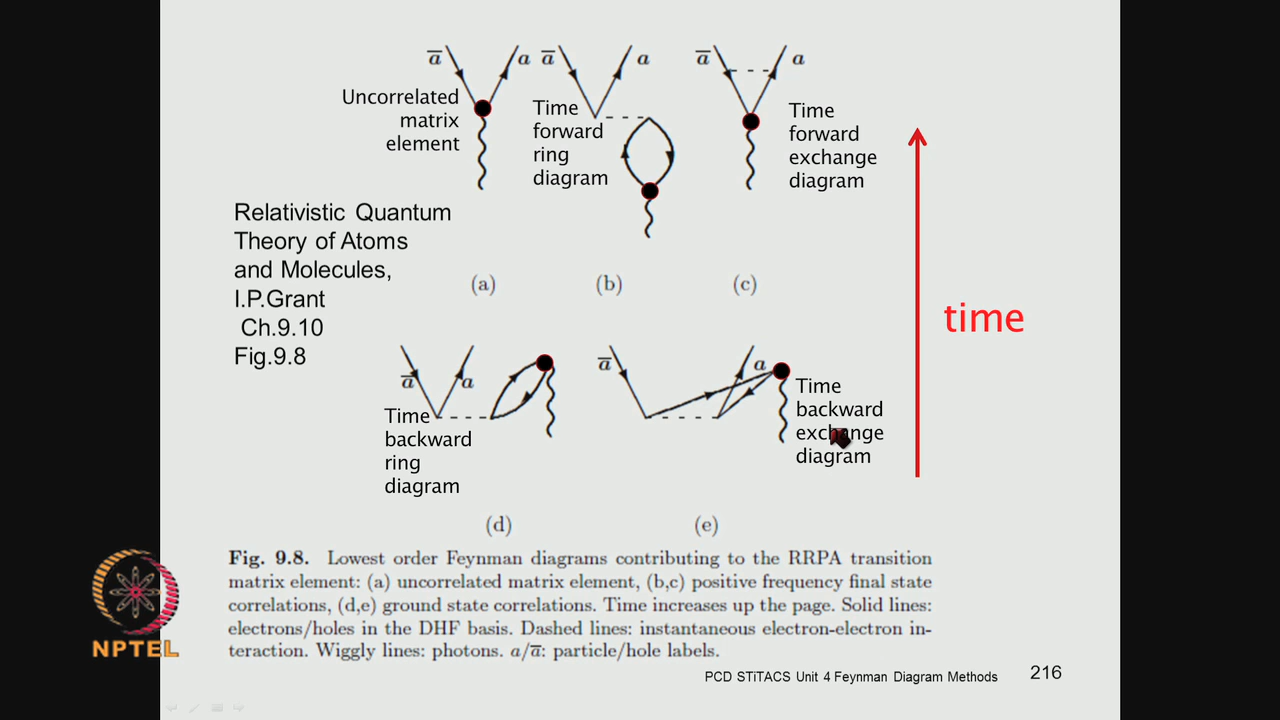 a̅ a a̅ a a̅ a
Uncorrelated
matrix
element
Time
forward
ring
diagram
Time
forward
exchange
diagram
Relativistic Quantum
Theory of Atoms
and Molecules,
I.P.Grant
Ch.9.10
Fig.9.8
(a) (b) (c)
time
a̅ a a̅ a
Time
backward
ring
diagram
Time
backward
exchange
diagram
(d) (e)
Fig. 9.8. Lowest order Feynman diagrams contributing to the RRPA transition
matrix element: (a) uncorrelated matrix element, (b,c) positive frequency final state
correlations, (d,e) ground state correlations. Time increases up the page. Solid lines:
electrons/holes in the DHF basis. Dashed lines: instantaneous electron-electron in-
teraction. Wiggly lines: photons. a/a̅: particle/hole labels.
NPTEL
PCD STiTACS Unit 4 Feynman Diagram Methods 216